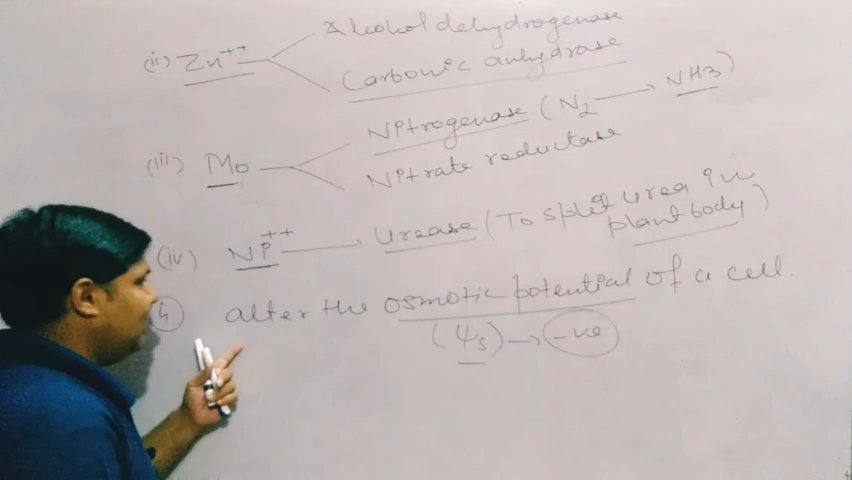 (ii) Zn++ Alcohol dehydrogenase
Carbonic anhydrase
(iii) Mo Nitrogenase (N2 → NH3)
Nitrate reductase
(iv) Ni++ → Urease (To split urea in
plant body)
4 alter the osmotic potential of a cell.
(Ψs) → -ve